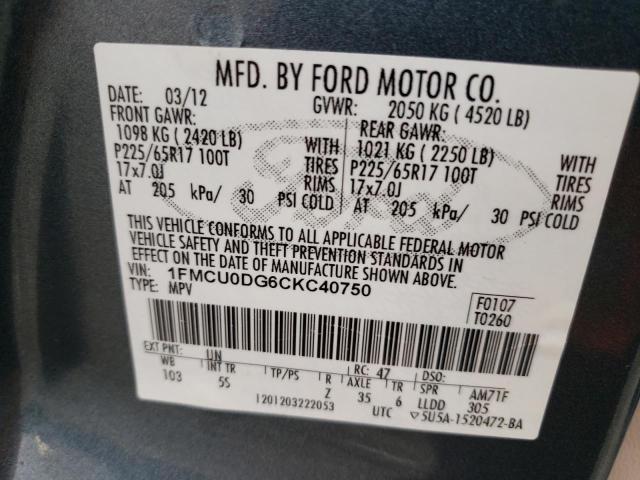 MFD. BY FORD MOTOR CO.
DATE: 03/12 GVWR: 2050 KG ( 4520 LB)
FRONT GAWR: REAR GAWR:
1098 KG ( 2420 LB) WITH 1021 KG ( 2250 LB) WITH
P225/65R17 100T TIRES P225/65R17 100T TIRES
17x7.0J RIMS 17x7.0J RIMS
AT 205 kPa/ 30 PSI COLD AT 205 kPa/ 30 PSI COLD
Ford
THIS VEHICLE CONFORMS TO ALL APPLICABLE FEDERAL MOTOR
VEHICLE SAFETY AND THEFT PREVENTION STANDARDS IN
EFFECT ON THE DATE OF MANUFACTURE SHOWN ABOVE.
VIN: 1FMCU0DG6CKC40750
TYPE: MPV
F0107
T0260
EXT PNT: UN RC: 47 DSO:
WB INT TR TP/PS R AXLE TR SPR AM71F
103 5S Z 35 6 LLDD 305
1201203222053 UTC ▽5U5A-1520472-BA